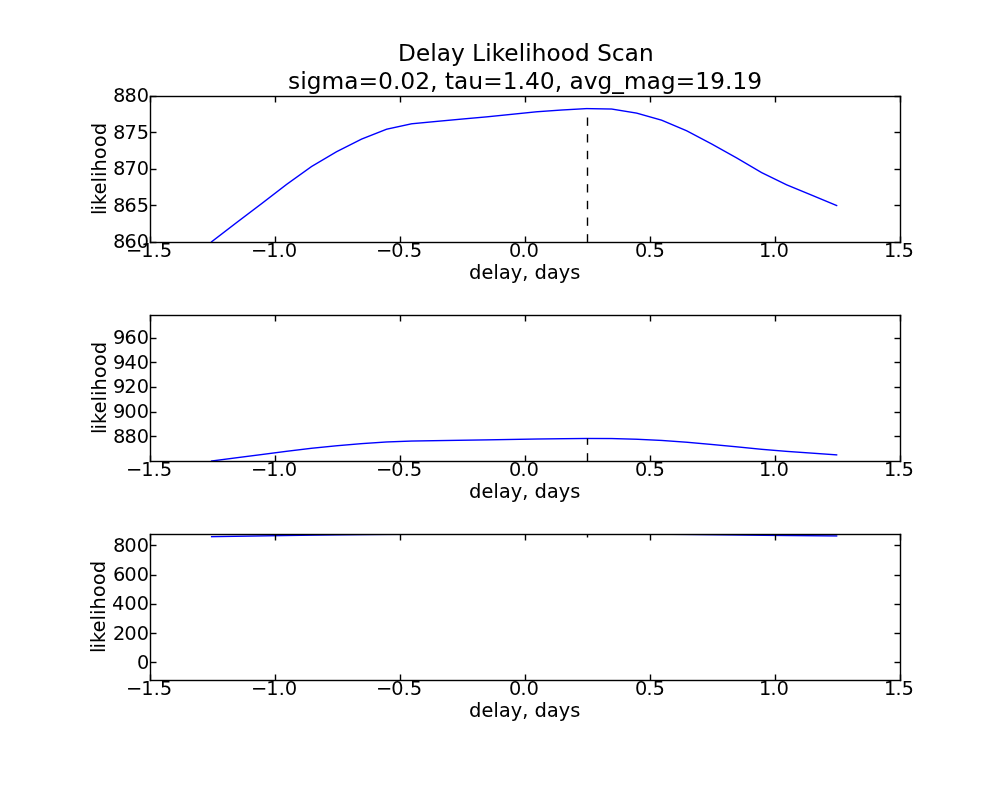 Delay Likelihood Scan
sigma=0.02, tau=1.40, avg_mag=19.19
880
875
870
865
860
likelihood
−1.5 −1.0 −0.5 0.0 0.5 1.0 1.5
delay, days
960
940
920
900
880
likelihood
−1.5 −1.0 −0.5 0.0 0.5 1.0 1.5
delay, days
800
600
400
200
0
likelihood
−1.5 −1.0 −0.5 0.0 0.5 1.0 1.5
delay, days